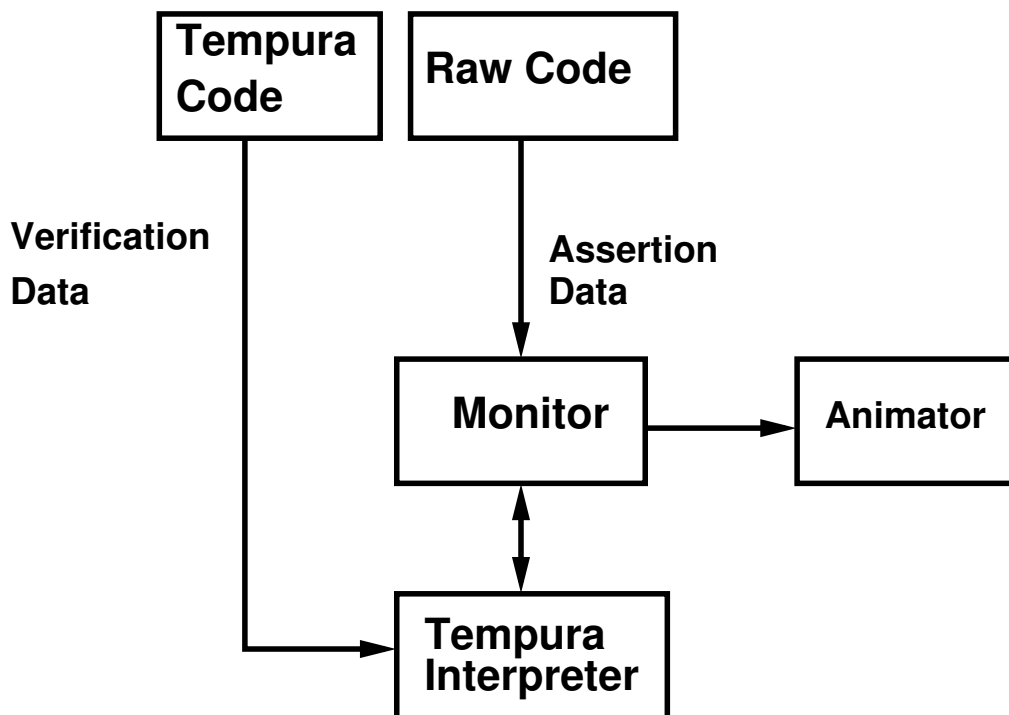 Tempura
Code
Raw Code
Verification
Data
Assertion
Data
Monitor
Animator
Tempura
Interpreter